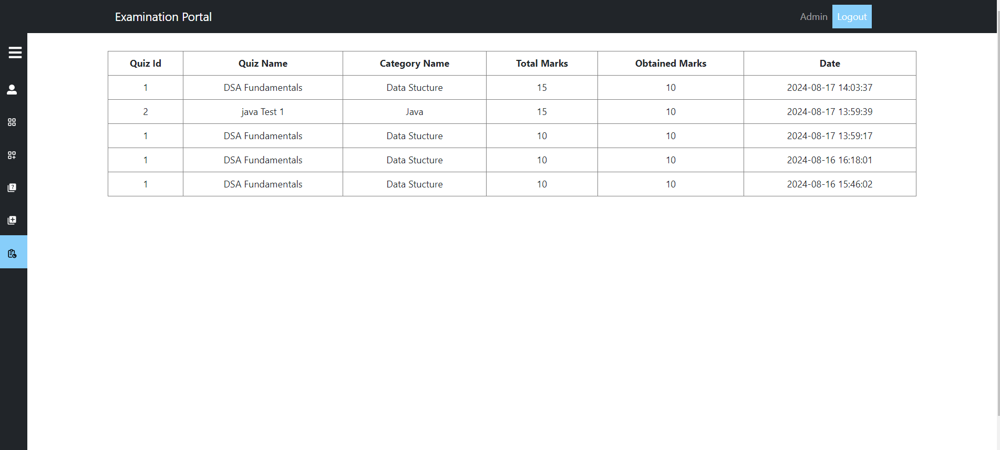 Examination Portal Admin Logout
Quiz Id Quiz Name Category Name Total Marks Obtained Marks Date
1 DSA Fundamentals Data Stucture 15 10 2024-08-17 14:03:37
2 java Test 1 Java 15 10 2024-08-17 13:59:39
1 DSA Fundamentals Data Stucture 10 10 2024-08-17 13:59:17
1 DSA Fundamentals Data Stucture 10 10 2024-08-16 16:18:01
1 DSA Fundamentals Data Stucture 10 10 2024-08-16 15:46:02